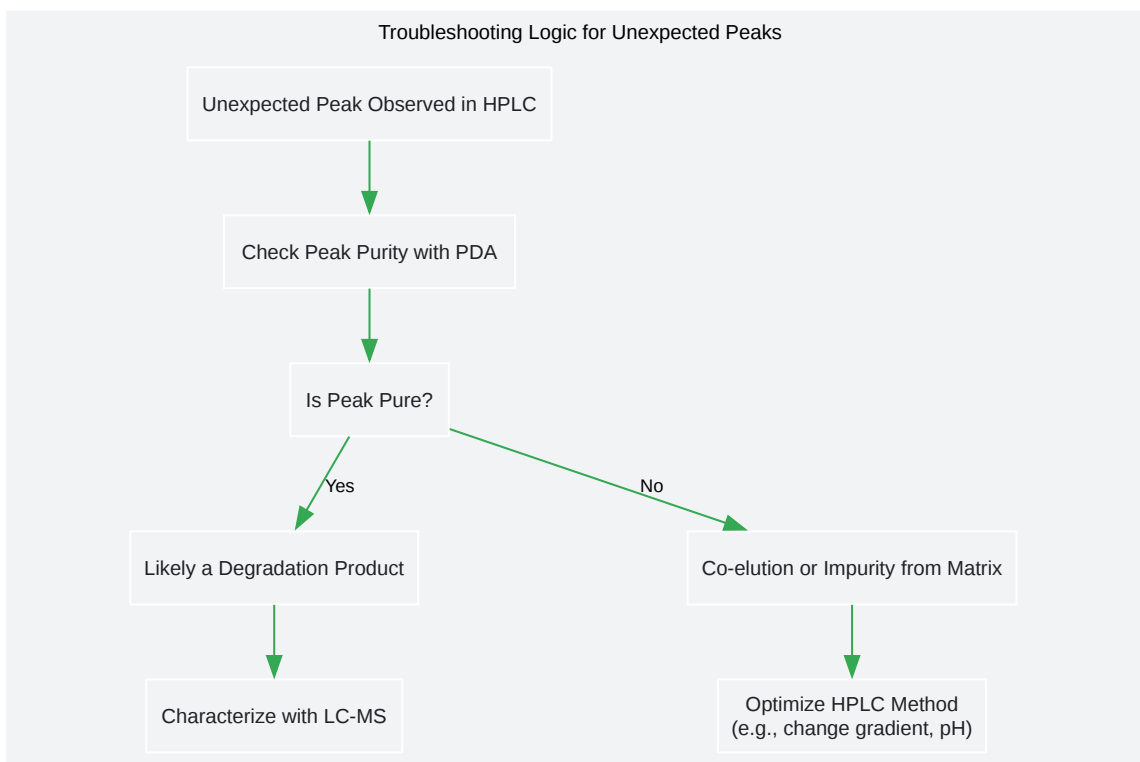 Troubleshooting Logic for Unexpected Peaks
Unexpected Peak Observed in HPLC
Check Peak Purity with PDA
Is Peak Pure?
Yes
No
Likely a Degradation Product
Co-elution or Impurity from Matrix
Characterize with LC-MS
Optimize HPLC Method
(e.g., change gradient, pH)